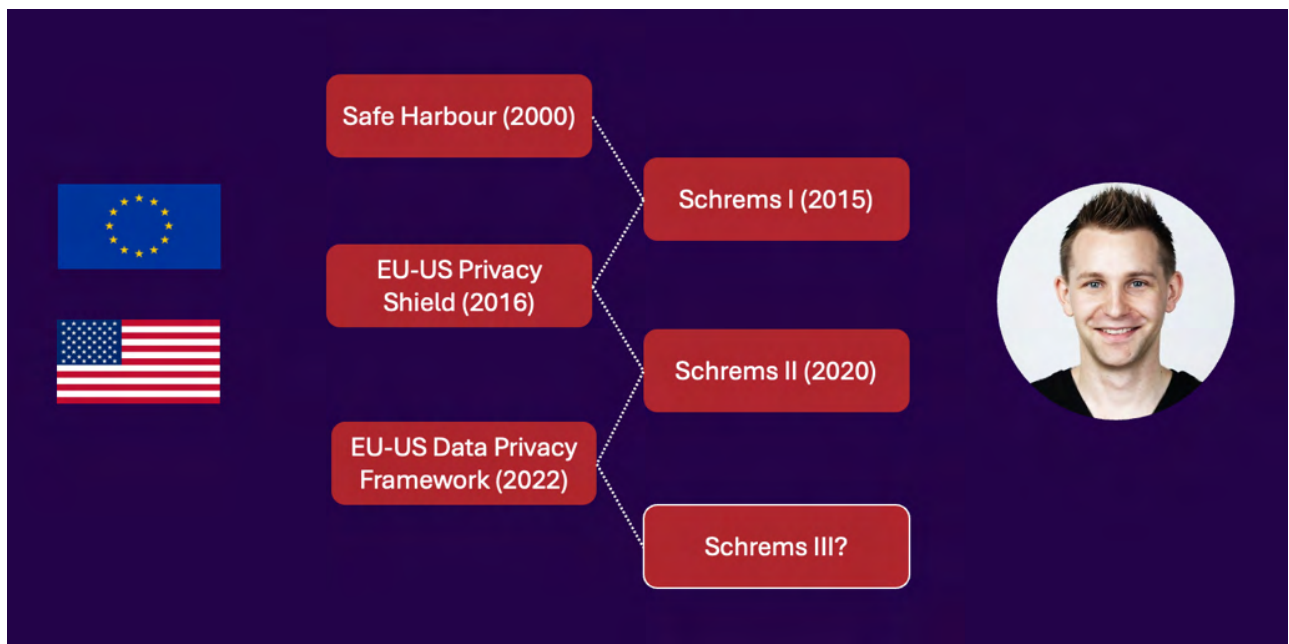 Safe Harbour (2000)
Schrems I (2015)
EU-US Privacy
Shield (2016)
Schrems II (2020)
EU-US Data Privacy
Framework (2022)
Schrems III?